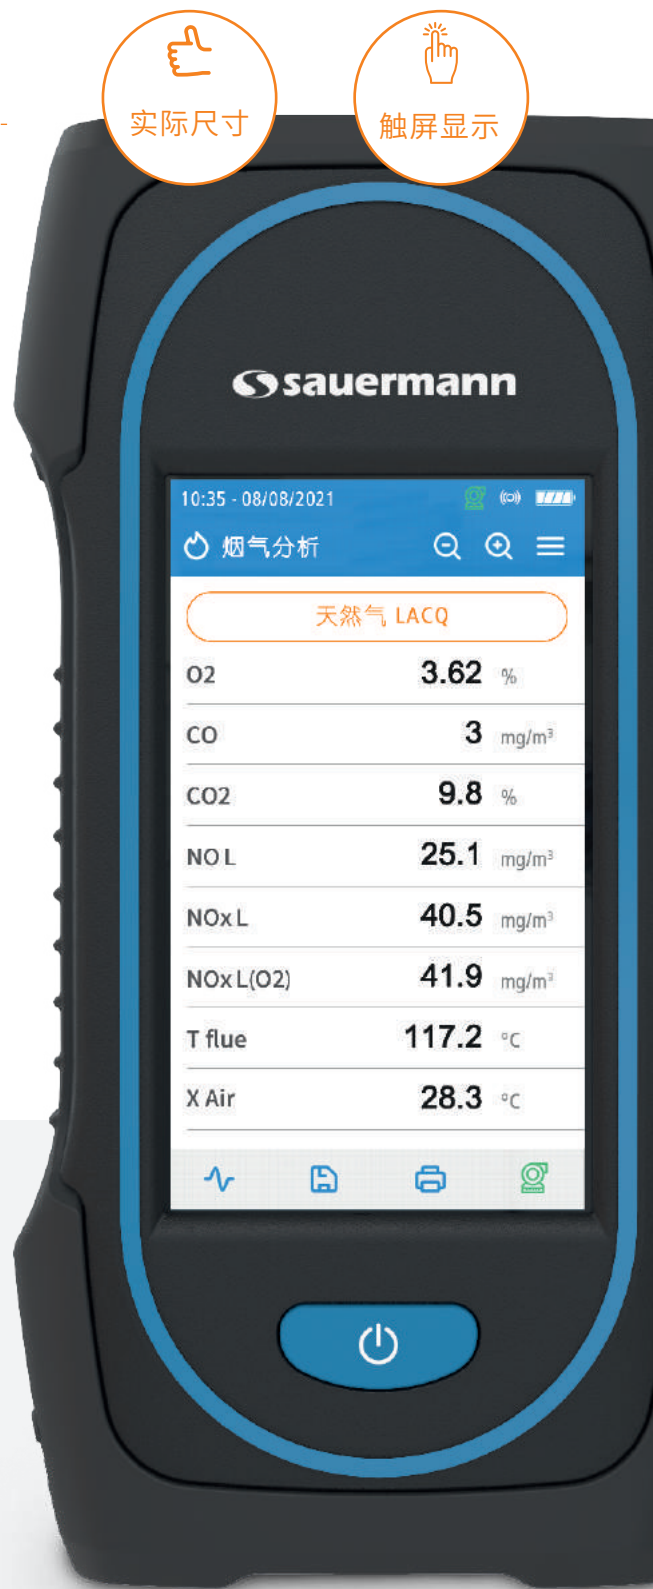 实际尺寸
触屏显示
sauermann
10:35 - 08/08/2021
烟气分析
天然气 LACQ
O2 3.62 %
CO 3 mg/m³
CO2 9.8 %
NO L 25.1 mg/m³
NOx L 40.5 mg/m³
NOx L(O2) 41.9 mg/m³
T flue 117.2 °C
X Air 28.3 °C